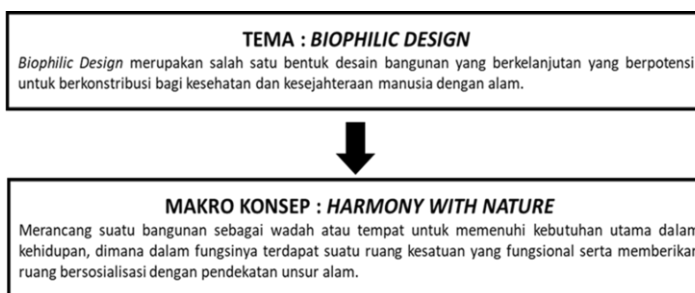 TEMA : BIOPHILIC DESIGN
Biophilic Design merupakan salah satu bentuk desain bangunan yang berkelanjutan yang berpotensi
untuk berkonstribusi bagi kesehatan dan kesejahteraan manusia dengan alam.
MAKRO KONSEP : HARMONY WITH NATURE
Merancang suatu bangunan sebagai wadah atau tempat untuk memenuhi kebutuhan utama dalam
kehidupan, dimana dalam fungsinya terdapat suatu ruang kesatuan yang fungsional serta memberikan
ruang bersosialisasi dengan pendekatan unsur alam.